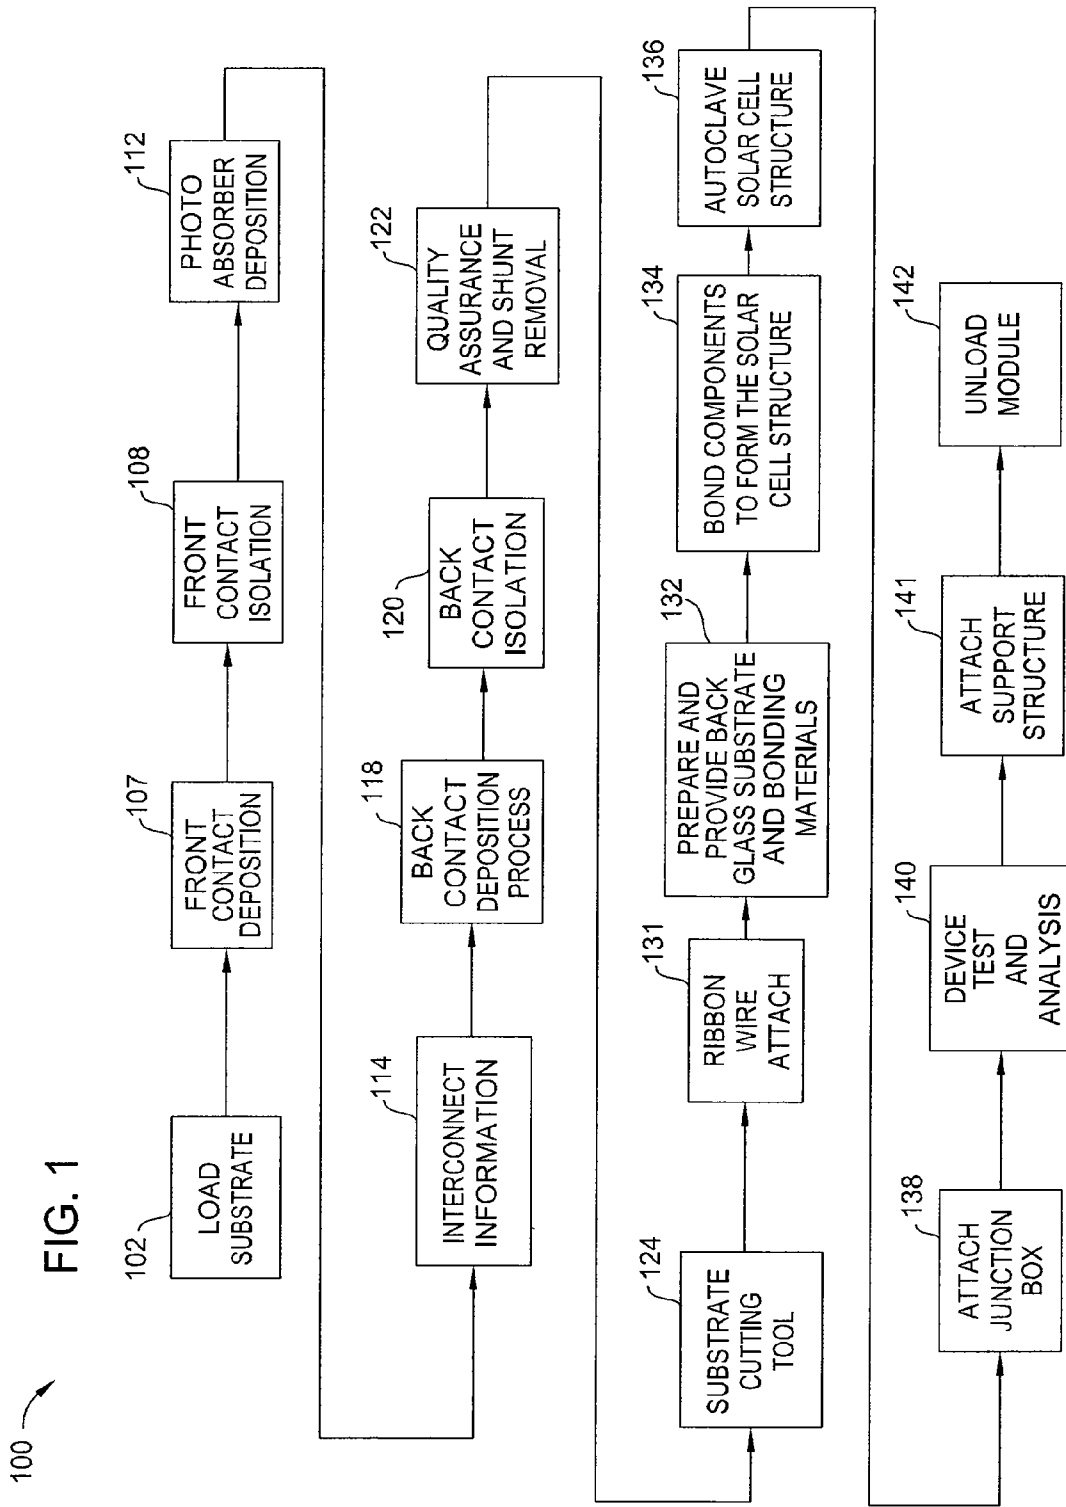 100
FIG. 1
102
LOAD
SUBSTRATE
107
FRONT
CONTACT
DEPOSITION
108
FRONT
CONTACT
ISOLATION
112
PHOTO
ABSORBER
DEPOSITION
114
INTERCONNECT
INFORMATION
118
BACK
CONTACT
DEPOSITION
PROCESS
120
BACK
CONTACT
ISOLATION
122
QUALITY
ASSURANCE
AND SHUNT
REMOVAL
124
SUBSTRATE
CUTTING
TOOL
131
RIBBON
WIRE
ATTACH
132
PREPARE AND
PROVIDE BACK
GLASS SUBSTRATE
AND BONDING
MATERIALS
134
BOND COMPONENTS
TO FORM THE SOLAR
CELL STRUCTURE
136
AUTOCLAVE
SOLAR CELL
STRUCTURE
138
ATTACH
JUNCTION
BOX
140
DEVICE
TEST
AND
ANALYSIS
141
ATTACH
SUPPORT
STRUCTURE
142
UNLOAD
MODULE